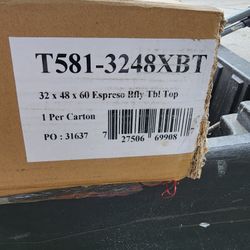 T581-3248XBT
32 x 48 x 60 Espreso Bfly Tbl Top
1 Per Carton
PO : 31637
7 27506 69908